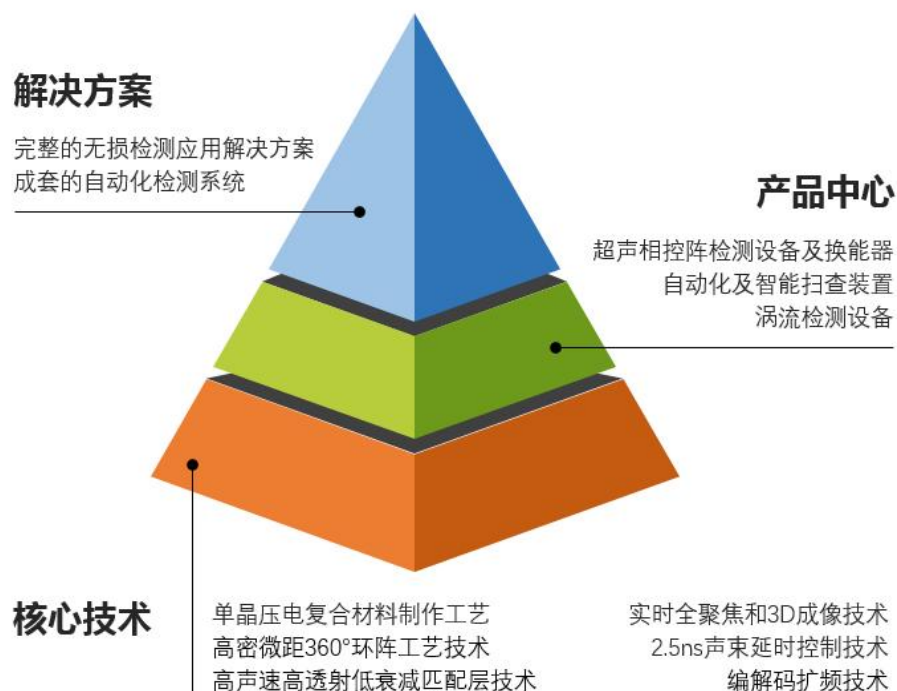 解决方案
完整的无损检测应用解决方案
成套的自动化检测系统
产品中心
超声相控阵检测设备及换能器
自动化及智能扫查装置
涡流检测设备
核心技术
单晶压电复合材料制作工艺
高密微距360°环阵工艺技术
高声速高透射低衰减匹配层技术
实时全聚焦和3D成像技术
2.5ns声束延时控制技术
编解码扩频技术